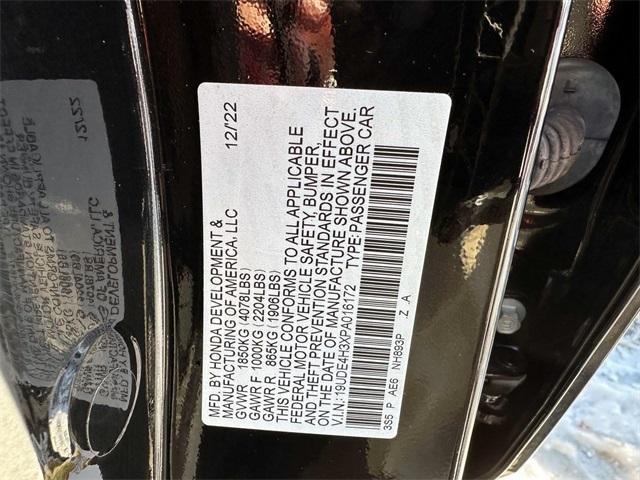 MFD. BY HONDA DEVELOPMENT & 12/'22
MANUFACTURING OF AMERICA, LLC
GVWR 1850KG (4078LBS)
GAWR F 1000KG (2204LBS)
GAWR R 865KG (1906LBS)
THIS VEHICLE CONFORMS TO ALL APPLICABLE
FEDERAL MOTOR VEHICLE SAFETY, BUMPER,
AND THEFT PREVENTION STANDARDS IN EFFECT
ON THE DATE OF MANUFACTURE SHOWN ABOVE.
V.I.N.: 19UDE4H3XPA016172 TYPE: PASSENGER CAR
3S5 P AE6 NH893P Z .A